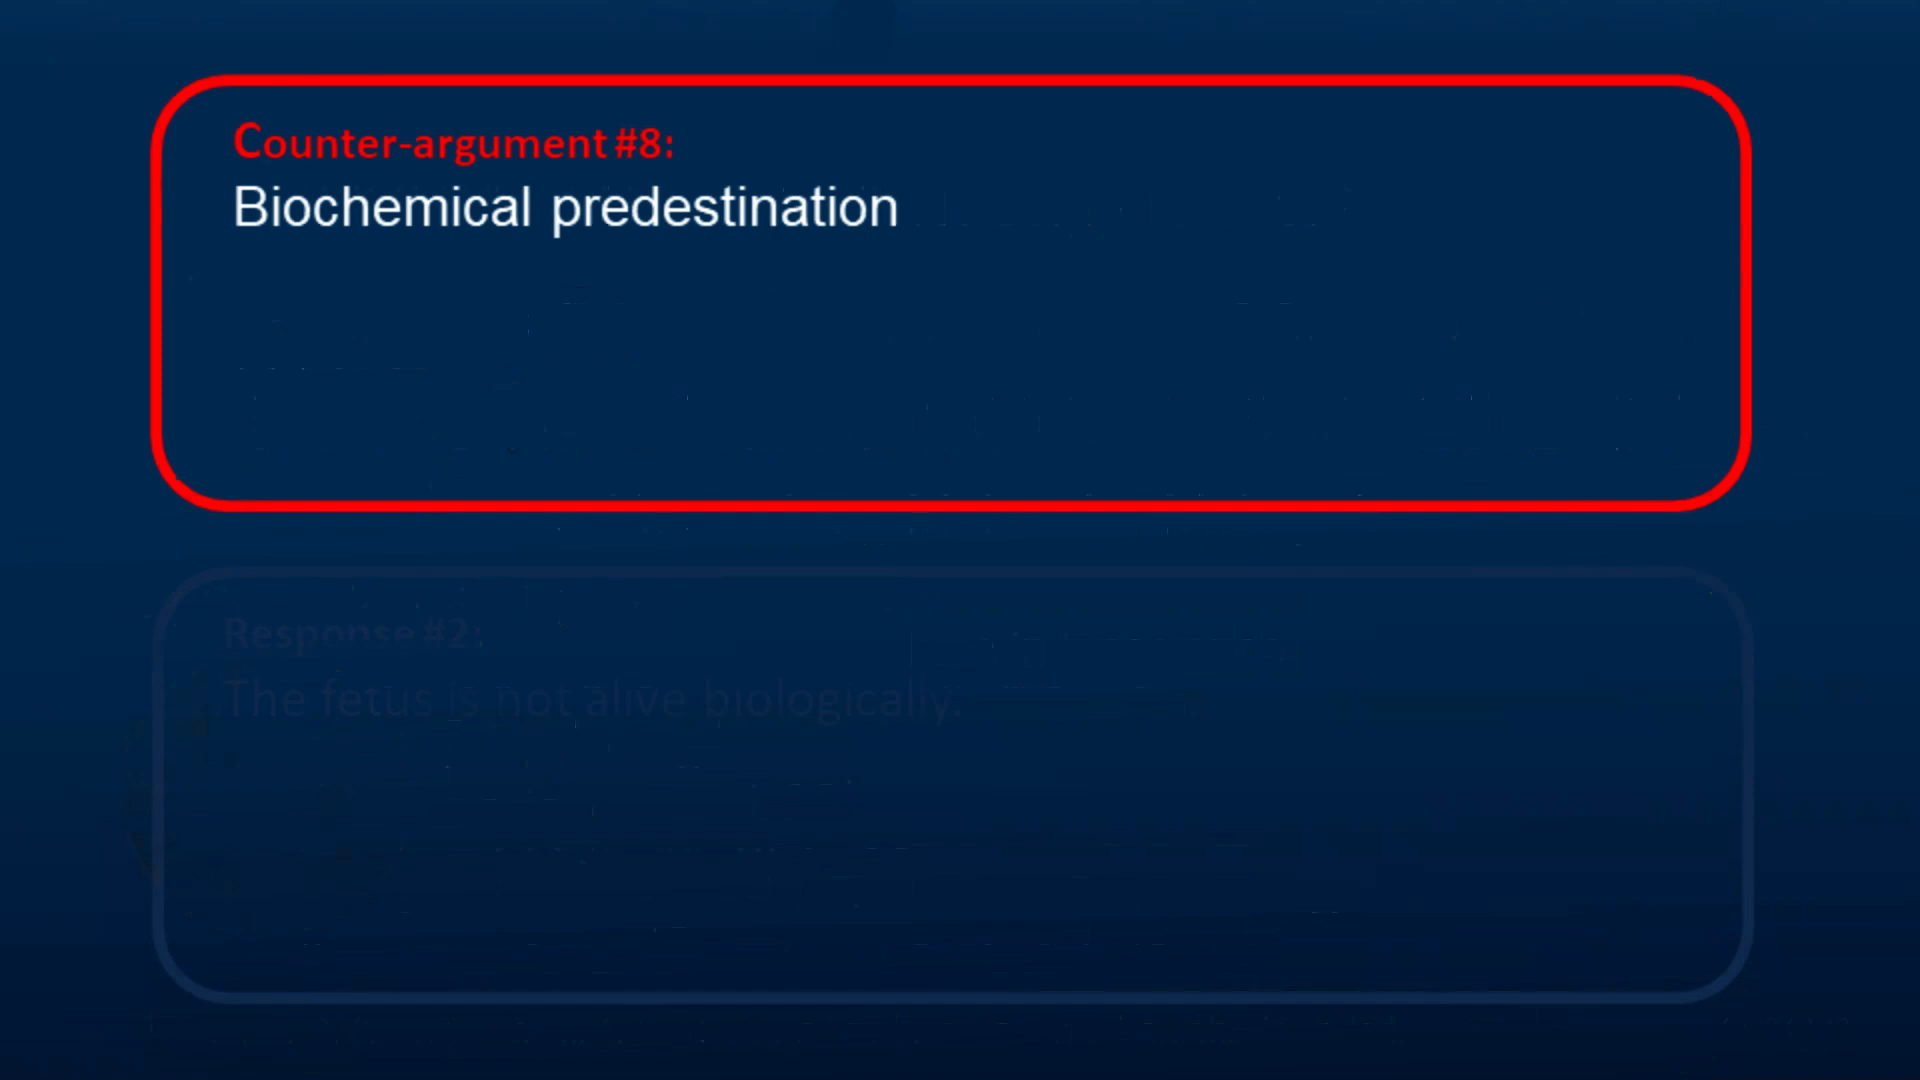 Counter-argument #8:
Biochemical predestination
Response #2:
The fetus is not alive biologically.